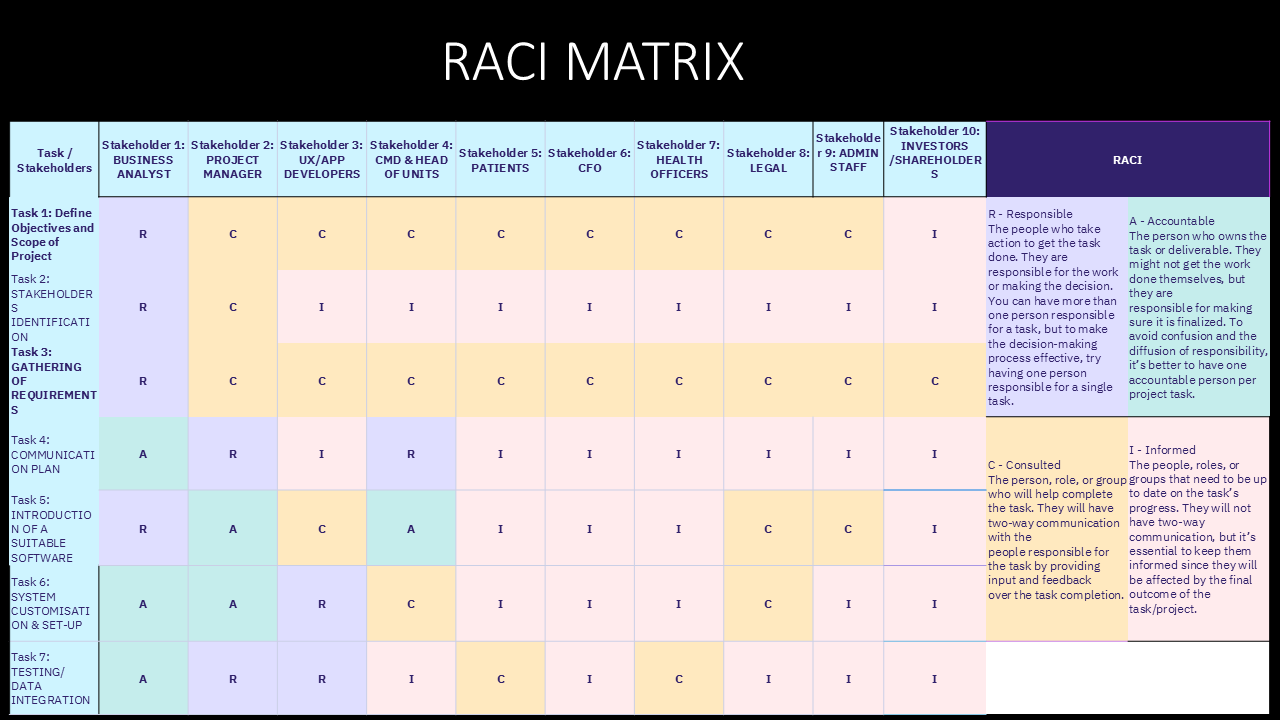 RACI MATRIX
Task /
Stakeholders
Stakeholder 1:
BUSINESS
ANALYST
Stakeholder 2:
PROJECT
MANAGER
Stakeholder 3:
UX/APP
DEVELOPERS
Stakeholder 4:
CMD & HEAD
OF UNITS
Stakeholder 5:
PATIENTS
Stakeholder 6:
CFO
Stakeholder 7:
HEALTH
OFFICERS
Stakeholder 8:
LEGAL
Stakeholde
r 9: ADMIN
STAFF
Stakeholder 10:
INVESTORS
/SHAREHOLDER
S
RACI
Task 1: Define
Objectives and
Scope of
Project
R C C C C C C C C I
Task 2:
STAKEHOLDER
S
IDENTIFICATI
ON
R C I I I I I I I I
Task 3:
GATHERING
OF
REQUIREMENT
S
R C C C C C C C C C
Task 4:
COMMUNICATI
ON PLAN
A R I R I I I I I I
Task 5:
INTRODUCTIO
N OF A
SUITABLE
SOFTWARE
R A C A I I I C C I
Task 6:
SYSTEM
CUSTOMISATI
ON & SET-UP
A A R C I I I C I I
Task 7:
TESTING/
DATA
INTEGRATION
A R R I C I C I I I
R - Responsible
The people who take
action to get the task
done. They are
responsible for the work
or making the decision.
You can have more than
one person responsible
for a task, but to make
the decision-making
process effective, try
having one person
responsible for a single
task.
A - Accountable
The person who owns the
task or deliverable. They
might not get the work
done themselves, but
they are
responsible for making
sure it is finalized. To
avoid confusion and the
diffusion of responsibility,
it’s better to have one
accountable person per
project task.
C - Consulted
The person, role, or group
who will help complete
the task. They will have
two-way communication
with the
people responsible for
the task by providing
input and feedback
over the task completion.
I - Informed
The people, roles, or
groups that need to be up
to date on the task’s
progress. They will not
have two-way
communication, but it’s
essential to keep them
informed since they will
be affected by the final
outcome of the
task/project.